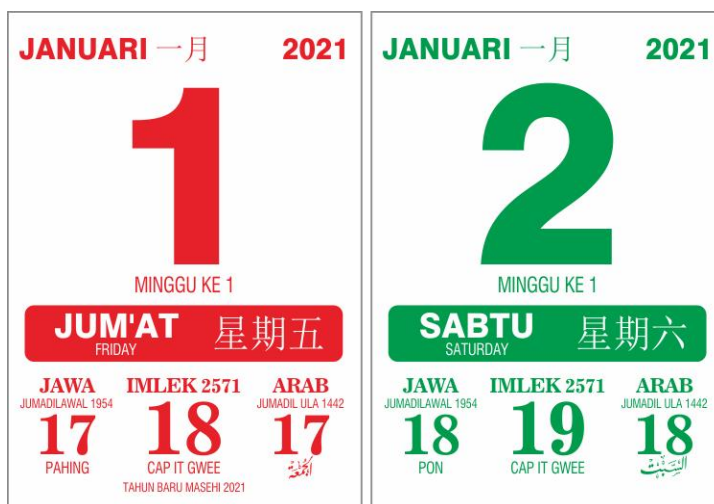 JANUARI 一月 2021
1
MINGGU KE 1
JUM'AT 星期五
FRIDAY
JAWA IMLEK 2571 ARAB
JUMADILAWAL 1954 JUMADIL ULA 1442
17 18 17
PAHING CAP IT GWEE الجمعة
TAHUN BARU MASEHI 2021
JANUARI 一月 2021
2
MINGGU KE 1
SABTU 星期六
SATURDAY
JAWA IMLEK 2571 ARAB
JUMADILAWAL 1954 JUMADIL ULA 1442
18 19 18
PON CAP IT GWEE السبت